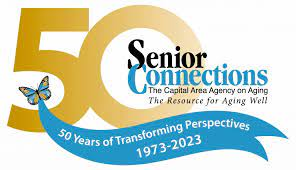 50
Senior
Connections
The Capital Area Agency on Aging
The Resource for Aging Well
50 Years of Transforming Perspectives
1973-2023